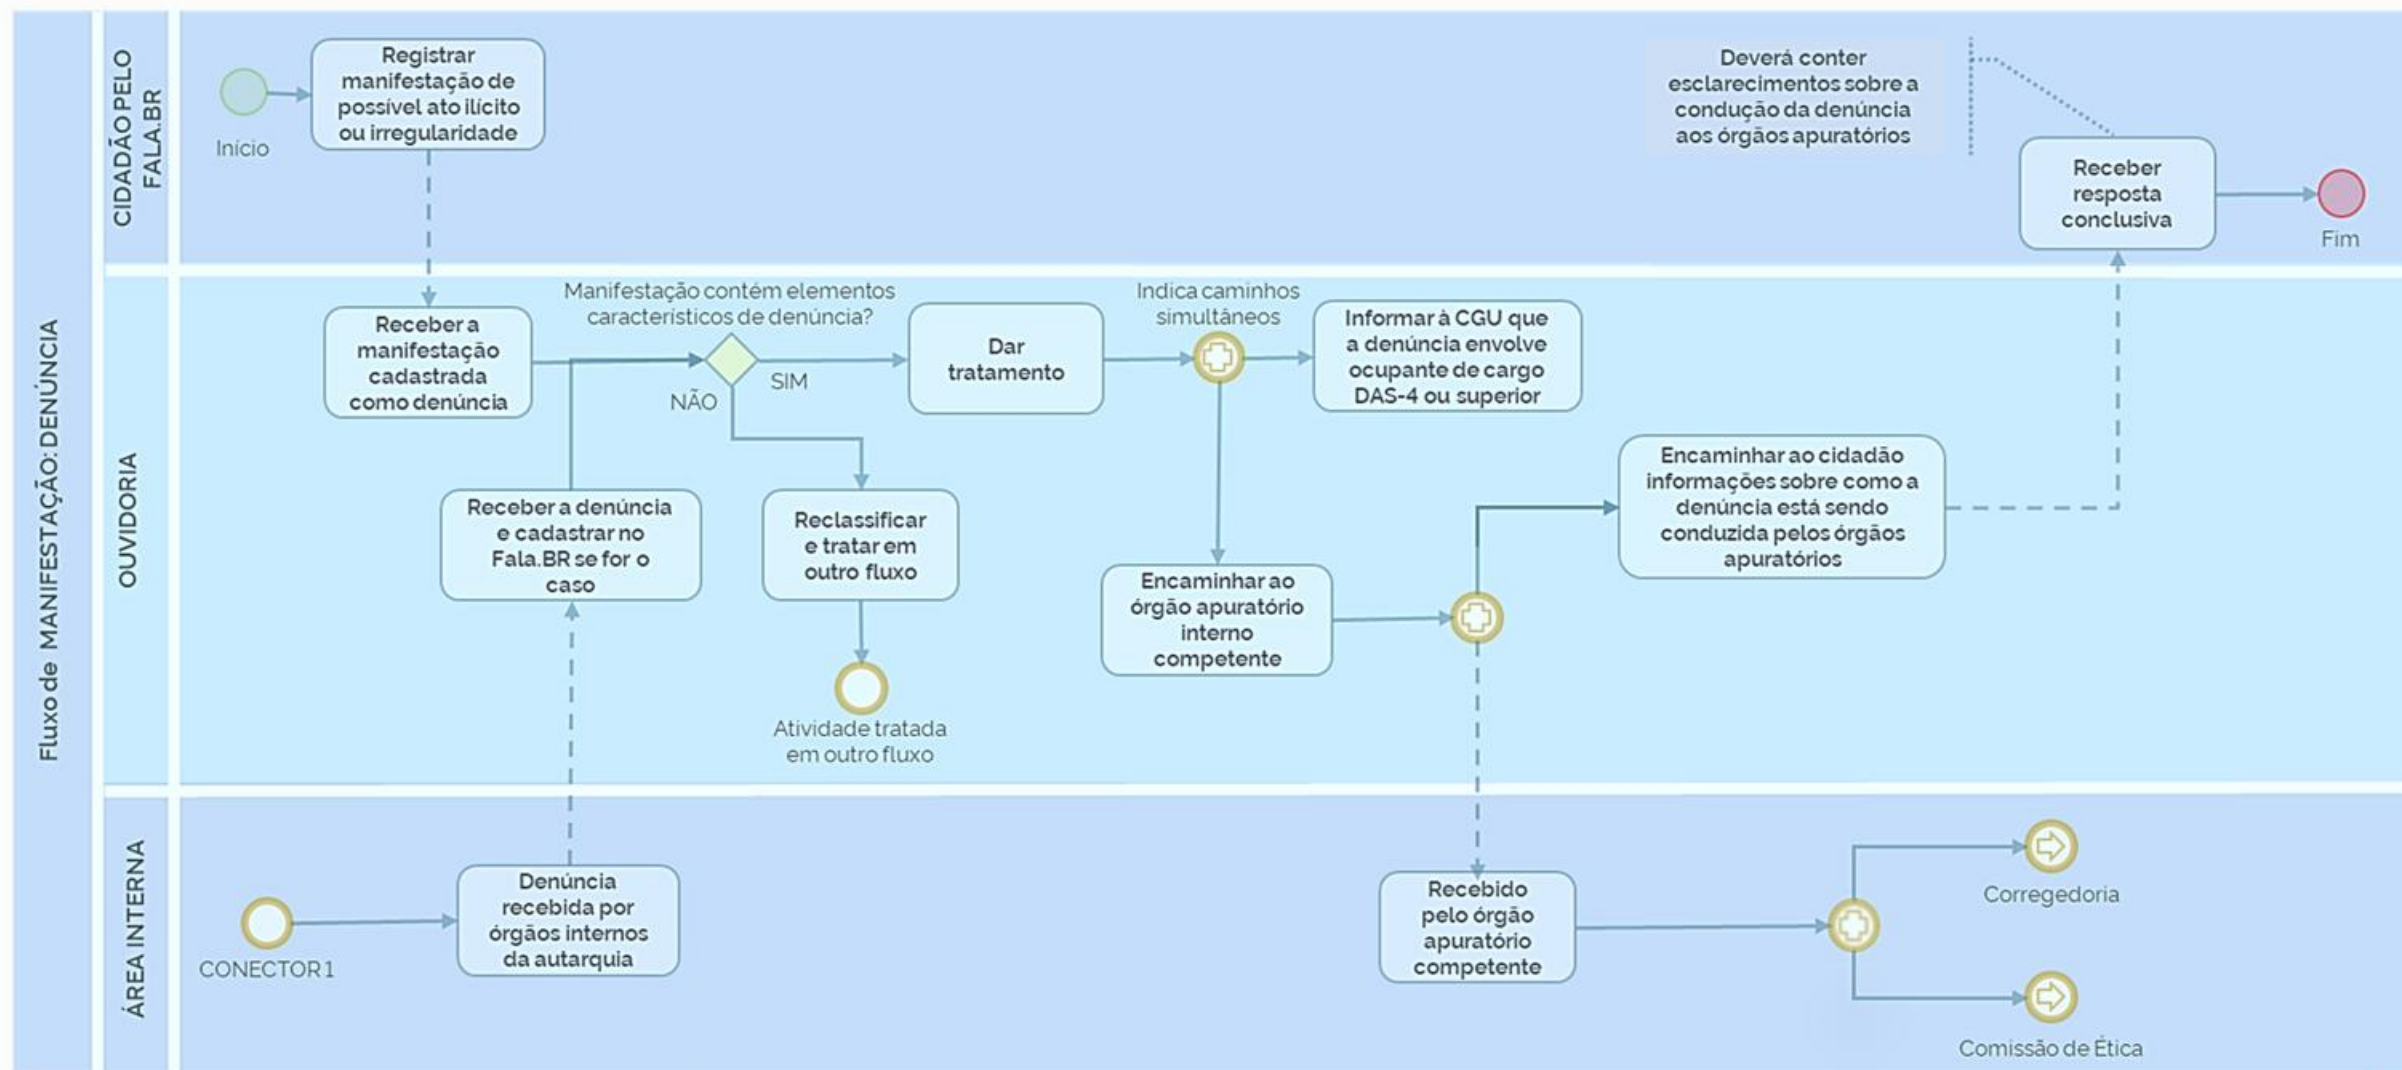 Fluxo de MANIFESTAÇÃO: DENÚNCIA
CIDADÃO PELO
FALA.BR
Início
Registrar
manifestação de
possível ato ilícito
ou irregularidade
Deverá conter
esclarecimentos sobre a
condução da denúncia
aos órgãos apuratórios
Receber
resposta
conclusiva
Fim
OUVIDORIA
Receber a
manifestação
cadastrada
como denúncia
Manifestação contém elementos
característicos de denúncia?
SIM
NÃO
Dar
tratamento
Indica caminhos
simultâneos
Informar à CGU que
a denúncia envolve
ocupante de cargo
DAS-4 ou superior
Receber a denúncia
e cadastrar no
Fala.BR se for o
caso
Reclassificar
e tratar em
outro fluxo
Atividade tratada
em outro fluxo
Encaminhar ao
órgão apuratório
interno
competente
Encaminhar ao cidadão
informações sobre como a
denúncia está sendo
conduzida pelos órgãos
apuratórios
ÁREA INTERNA
CONECTOR 1
Denúncia
recebida por
órgãos internos
da autarquia
Recebido
pelo órgão
apuratório
competente
Corregedoria
Comissão de Ética